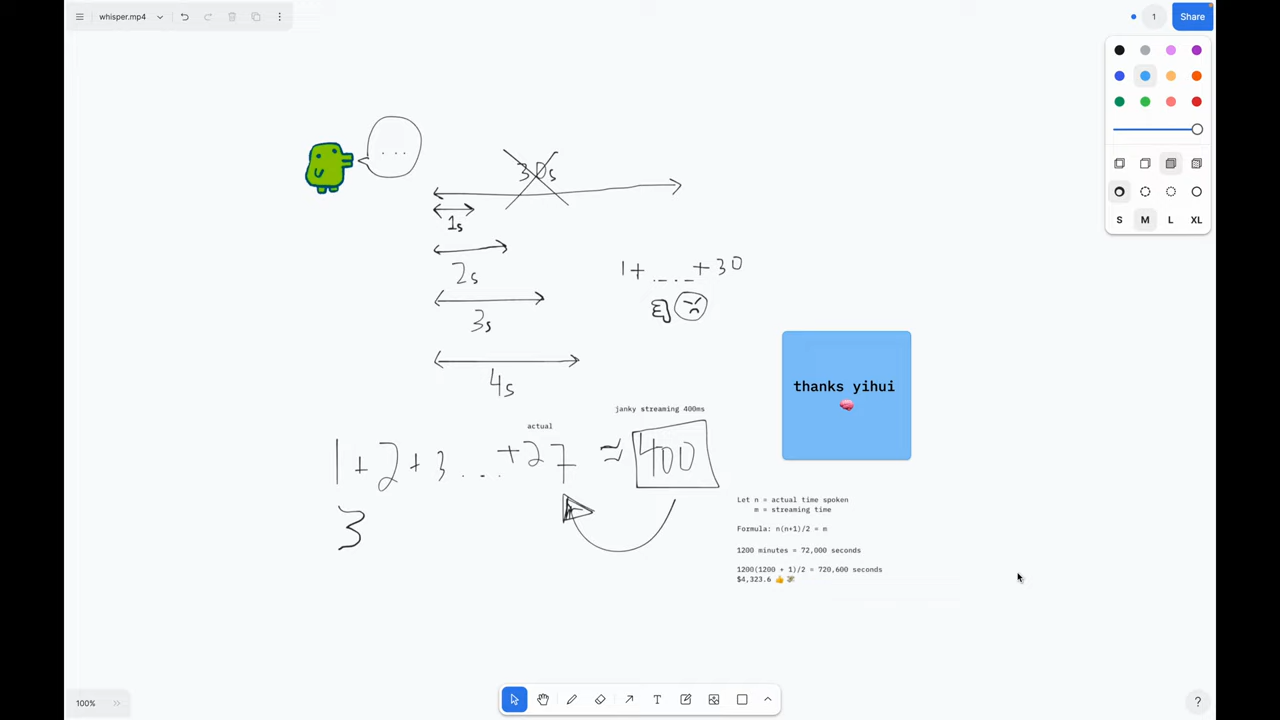 whisper.mp4
1
Share
. . .
30s
1s
2s
1+ ... +30
3s
4s
S M L XL
thanks yihui
🧠
janky streaming 400ms
actual
1+2+3 .... +27 ≈ 400
3
Let n = actual time spoken
m = streaming time
Formula: n(n+1)/2 = m
1200 minutes = 72,000 seconds
1200(1200 + 1)/2 = 720,600 seconds
$4,323.6 👍 💸
100%
T
?